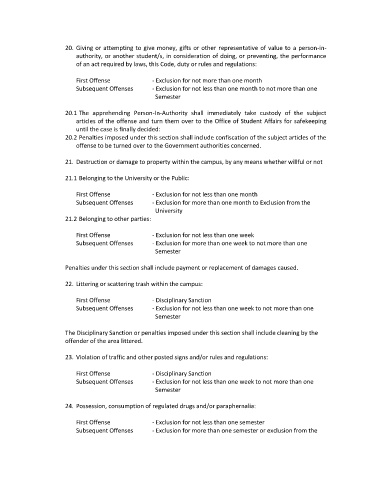 20. Giving or attempting to give money, gifts or other representative of value to a person-in-
authority, or another student/s, in consideration of doing, or preventing, the performance
of an act required by laws, this Code, duty or rules and regulations:
First Offense - Exclusion for not more than one month
Subsequent Offenses - Exclusion for not less than one month to not more than one
Semester
20.1 The apprehending Person-In-Authority shall immediately take custody of the subject
articles of the offense and turn them over to the Office of Student Affairs for safekeeping
until the case is finally decided:
20.2 Penalties imposed under this section shall include confiscation of the subject articles of the
offense to be turned over to the Government authorities concerned.
21. Destruction or damage to property within the campus, by any means whether willful or not
21.1 Belonging to the University or the Public:
First Offense - Exclusion for not less than one month
Subsequent Offenses - Exclusion for more than one month to Exclusion from the
University
21.2 Belonging to other parties:
First Offense - Exclusion for not less than one week
Subsequent Offenses - Exclusion for more than one week to not more than one
Semester
Penalties under this section shall include payment or replacement of damages caused.
22. Littering or scattering trash within the campus:
First Offense - Disciplinary Sanction
Subsequent Offenses - Exclusion for not less than one week to not more than one
Semester
The Disciplinary Sanction or penalties imposed under this section shall include cleaning by the
offender of the area littered.
23. Violation of traffic and other posted signs and/or rules and regulations:
First Offense - Disciplinary Sanction
Subsequent Offenses - Exclusion for not less than one week to not more than one
Semester
24. Possession, consumption of regulated drugs and/or paraphernalia:
First Offense - Exclusion for not less than one semester
Subsequent Offenses - Exclusion for more than one semester or exclusion from the